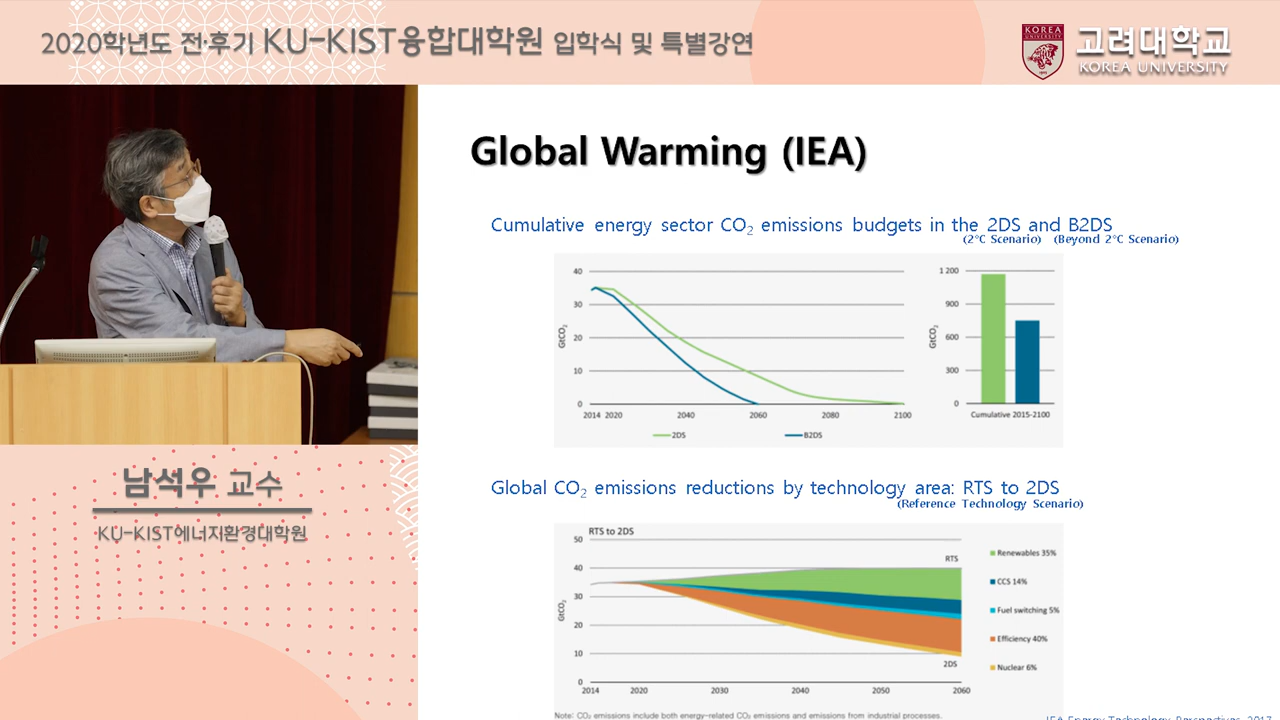 2020학년도 전·후기 KU-KIST융합대학원 입학식 및 특별강연
KOREA
UNIVERSITY
고려대학교
KOREA UNIVERSITY
Global Warming (IEA)
Cumulative energy sector CO₂ emissions budgets in the 2DS and B2DS
(2°C Scenario) (Beyond 2°C Scenario)
40
30
20
10
0
GtCO₂
2014 2020 2040 2060 2080 2100
2DS B2DS
1 200
900
600
300
0
GtCO₂
Cumulative 2015-2100
남석우 교수
KU-KIST에너지환경대학원
Global CO₂ emissions reductions by technology area: RTS to 2DS
(Reference Technology Scenario)
RTS to 2DS
50
40
30
20
10
0
GtCO₂
RTS
2DS
2014 2020 2030 2040 2050 2060
Renewables 35%
CCS 14%
Fuel switching 5%
Efficiency 40%
Nuclear 6%
Note: CO₂ emissions include both energy-related CO₂ emissions and emissions from industrial processes.
IEA Energy Technology Perspectives, 2017